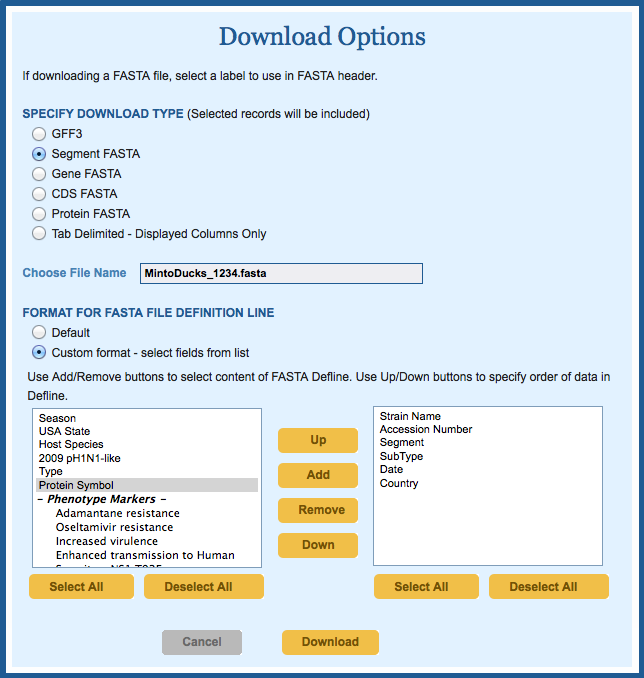 Download Options
If downloading a FASTA file, select a label to use in FASTA header.
SPECIFY DOWNLOAD TYPE (Selected records will be included)
GFF3
Segment FASTA
Gene FASTA
CDS FASTA
Protein FASTA
Tab Delimited - Displayed Columns Only
Choose File Name MintoDucks_1234.fasta
FORMAT FOR FASTA FILE DEFINITION LINE
Default
Custom format - select fields from list
Use Add/Remove buttons to select content of FASTA Defline. Use Up/Down buttons to specify order of data in
Defline.
Season
USA State
Host Species
2009 pH1N1-like
Type
Protein Symbol
- Phenotype Markers -
Adamantane resistance
Oseltamivir resistance
Increased virulence
Enhanced transmission to Human
Up
Add
Remove
Down
Strain Name
Accession Number
Segment
SubType
Date
Country
Select All Deselect All
Select All Deselect All
Cancel Download